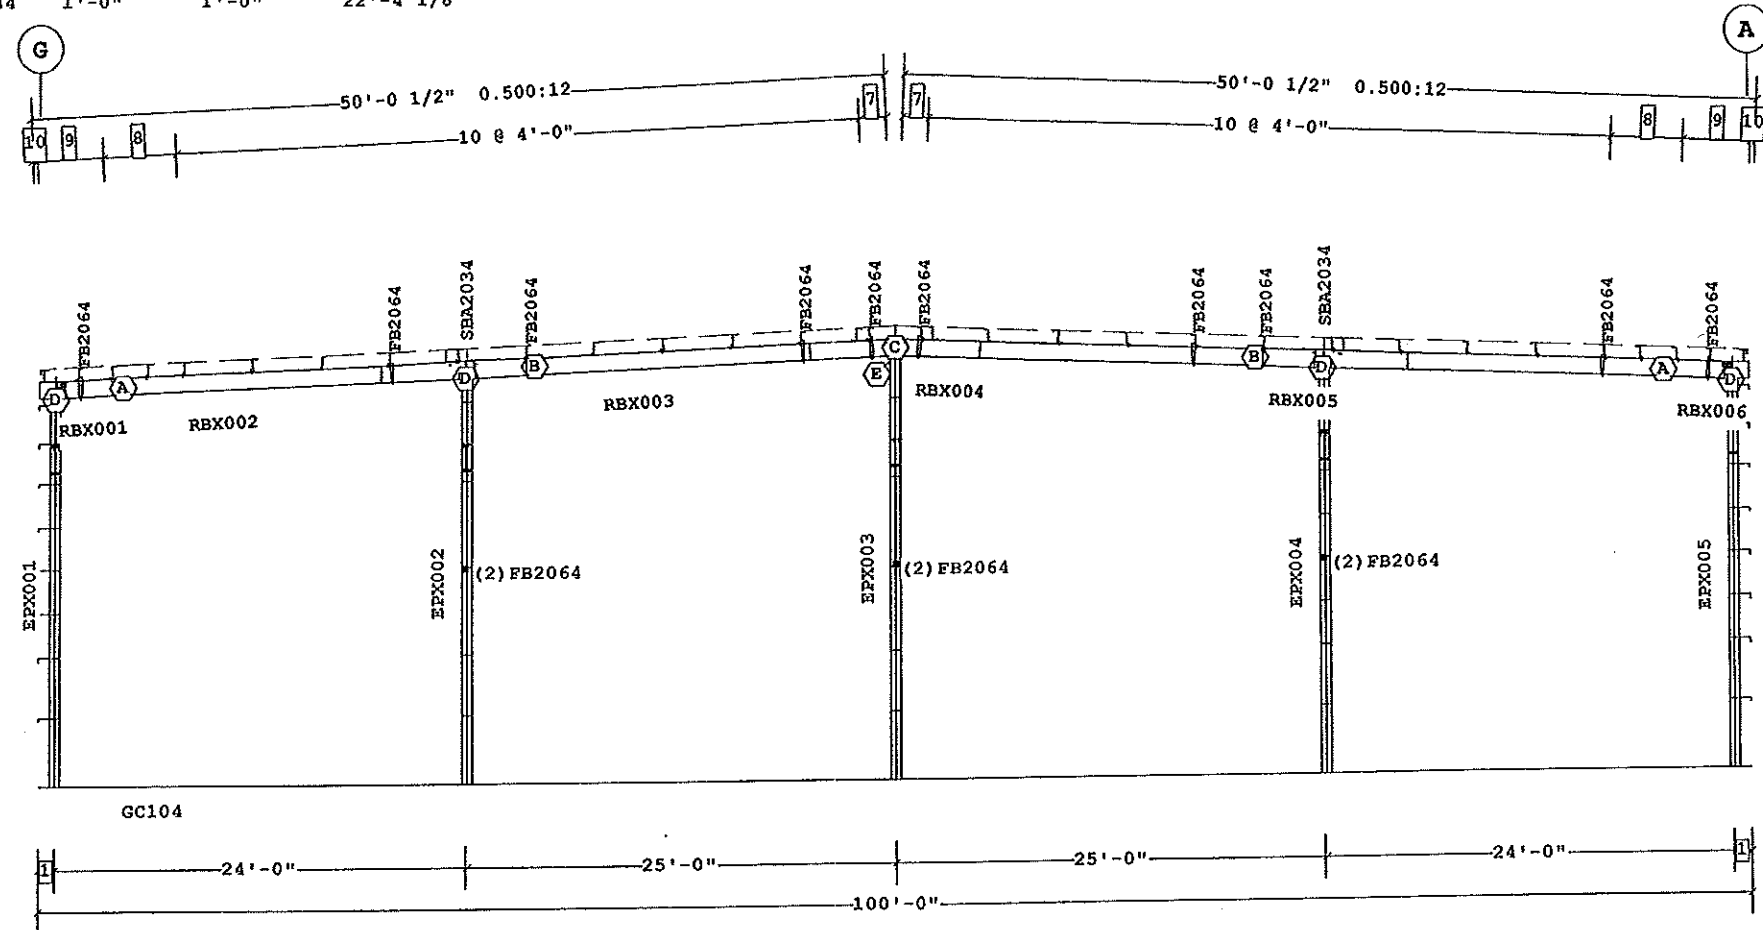 1'-0" 1'-0" 22'-4 1/8
G A
50'-0 1/2" 0.500:12 50'-0 1/2" 0.500:12
7 7
10 9 8 10 @ 4'-0" 10 @ 4'-0" 8 9 10
FB2064 FB2064 SBA2034 FB2064 FB2064 FB2064 FB2064 FB2064 FB2064 SBA2034 FB2064 FB2064
D A D B E C B D A D
RBX001 RBX002 RBX003 RBX004 RBX005 RBX006
EPX001 EPX002 (2)FB2064 EPX003 (2)FB2064 EPX004 (2)FB2064 EPX005
GC104
1 24'-0" 25'-0" 25'-0" 24'-0" 1
100'-0"